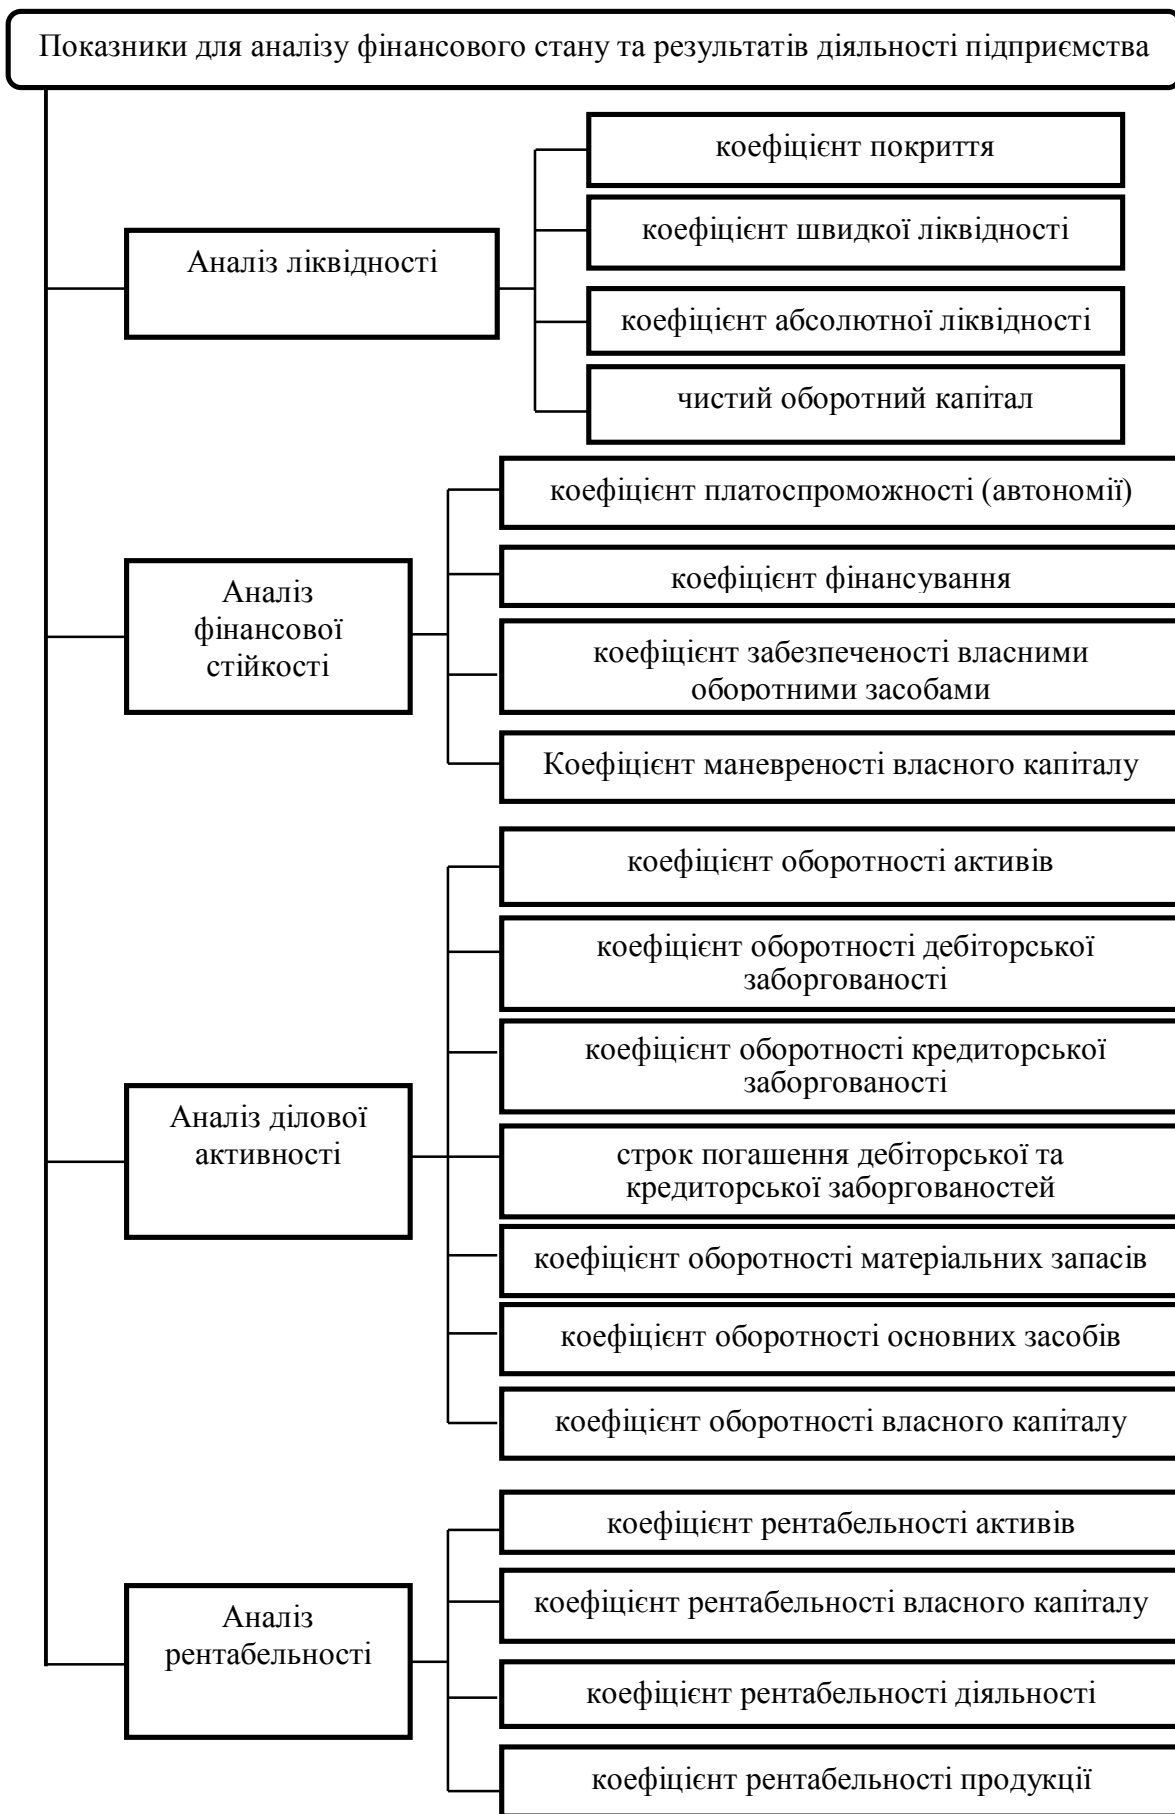 Показники для аналізу фінансового стану та результатів діяльності підприємства
Аналіз ліквідності
коефіцієнт покриття
коефіцієнт швидкої ліквідності
коефіцієнт абсолютної ліквідності
чистий оборотний капітал
Аналіз
фінансової
стійкості
коефіцієнт платоспроможності (автономії)
коефіцієнт фінансування
коефіцієнт забезпеченості власними
оборотними засобами
Коефіцієнт маневреності власного капіталу
Аналіз ділової
активності
коефіцієнт оборотності активів
коефіцієнт оборотності дебіторської
заборгованості
коефіцієнт оборотності кредиторської
заборгованості
строк погашення дебіторської та
кредиторської заборгованостей
коефіцієнт оборотності матеріальних запасів
коефіцієнт оборотності основних засобів
коефіцієнт оборотності власного капіталу
Аналіз
рентабельності
коефіцієнт рентабельності активів
коефіцієнт рентабельності власного капіталу
коефіцієнт рентабельності діяльності
коефіцієнт рентабельності продукції